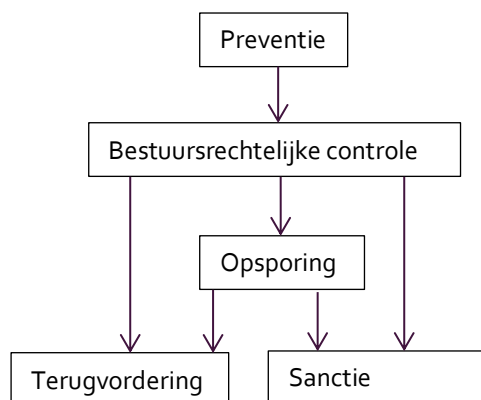 Preventie
Bestuursrechtelijke controle
Opsporing
Terugvordering
Sanctie